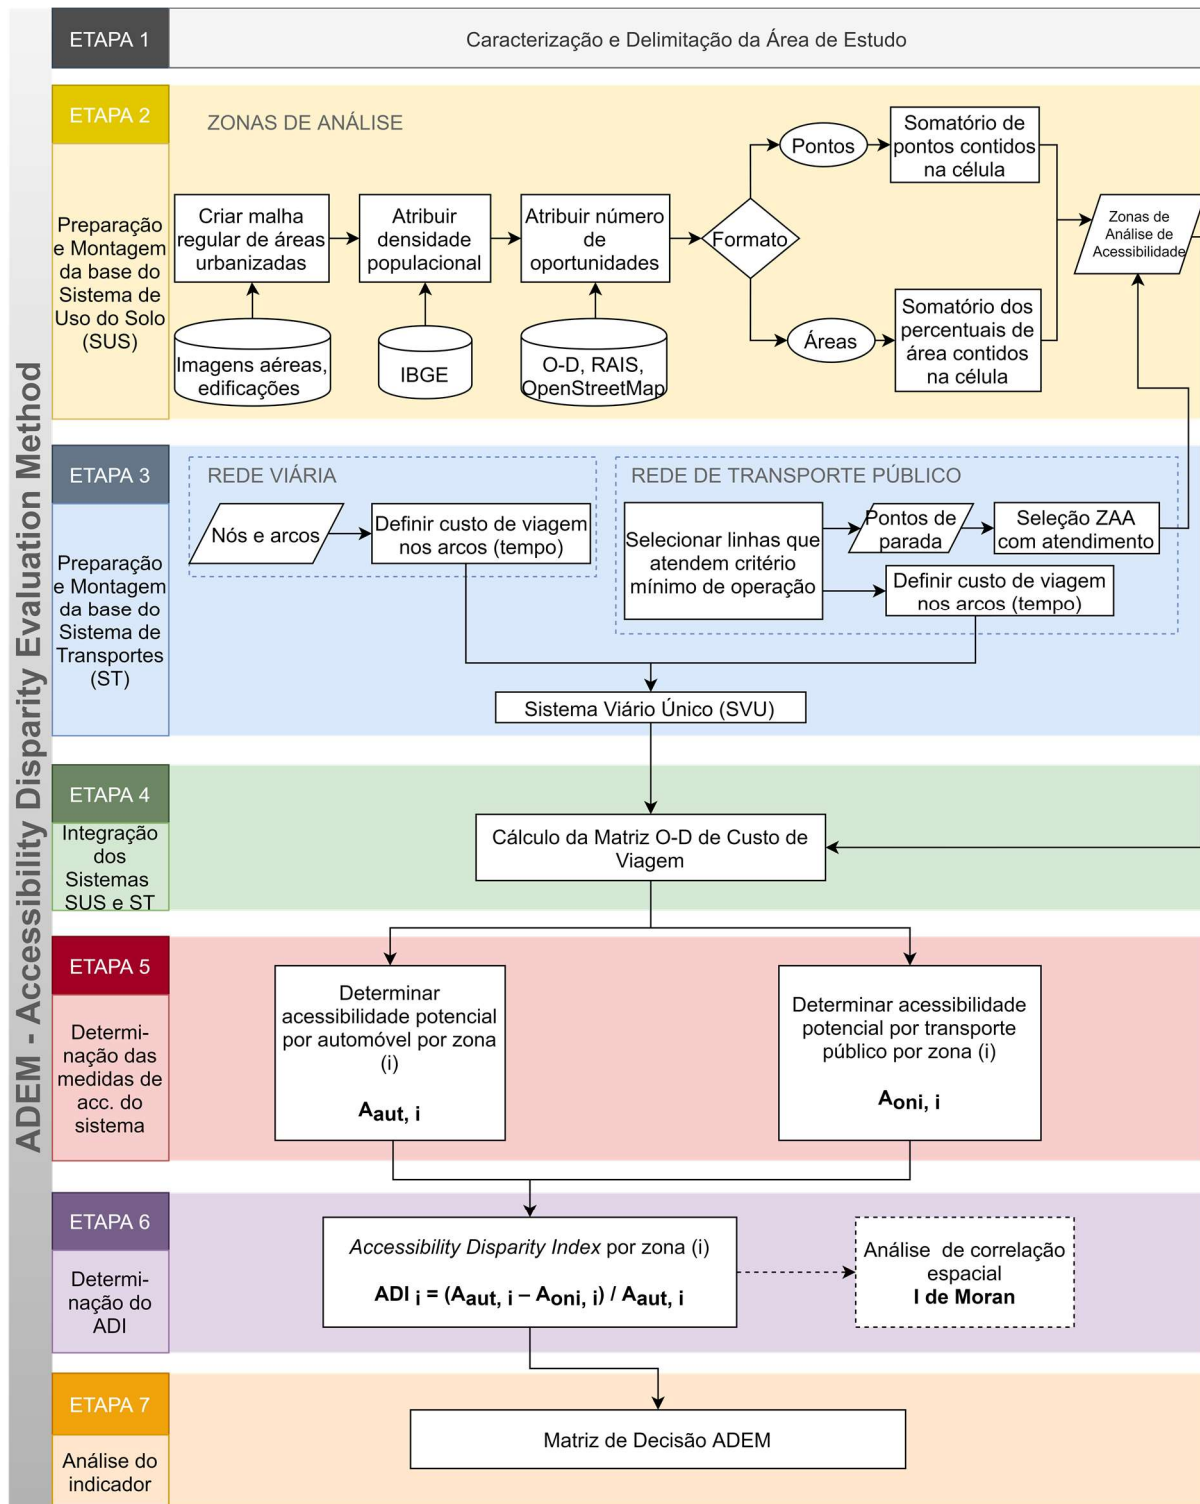 ADEM - Accessibility Disparity Evaluation Method
ETAPA 1
Caracterização e Delimitação da Área de Estudo
ETAPA 2
Preparação
e Montagem
da base do
Sistema de
Uso do Solo
(SUS)
ZONAS DE ANÁLISE
Criar malha
regular de áreas
urbanizadas
Imagens aéreas,
edificações
Atribuir
densidade
populacional
IBGE
Atribuir número
de
oportunidades
O-D, RAIS,
OpenStreetMap
Formato
Pontos
Somatório de
pontos contidos
na célula
Áreas
Somatório dos
percentuais de
área contidos
na célula
Zonas de
Análise de
Acessibilidade
ETAPA 3
Preparação
e Montagem
da base do
Sistema de
Transportes
(ST)
REDE VIÁRIA
Nós e arcos
Definir custo de viagem
nos arcos (tempo)
REDE DE TRANSPORTE PÚBLICO
Selecionar linhas que
atendem critério
mínimo de operação
Pontos de
parada
Seleção ZAA
com atendimento
Definir custo de viagem
nos arcos (tempo)
Sistema Viário Único (SVU)
ETAPA 4
Integração
dos
Sistemas
SUS e ST
Cálculo da Matriz O-D de Custo de
Viagem
ETAPA 5
Determi-
nação das
medidas de
acc. do
sistema
Determinar
acessibilidade potencial
por automóvel por zona
(i)
Aaut, i
Determinar acessibilidade
potencial por transporte
público por zona (i)
Aoni, i
ETAPA 6
Determi-
nação do
ADI
Accessibility Disparity Index por zona (i)
ADI i = (Aaut, i – Aoni, i) / Aaut, i
Análise de correlação
espacial
I de Moran
ETAPA 7
Análise do
indicador
Matriz de Decisão ADEM